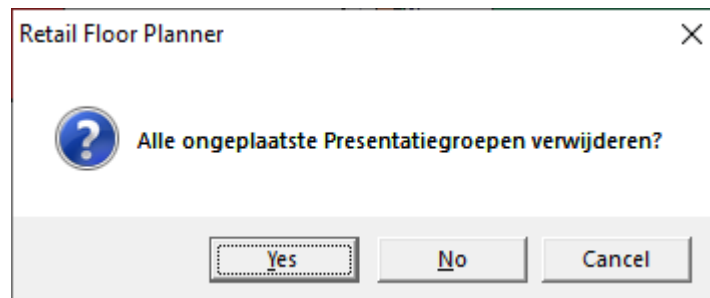 Retail Floor Planner
Alle ongeplaatste Presentatiegroepen verwijderen?
Yes
No
Cancel